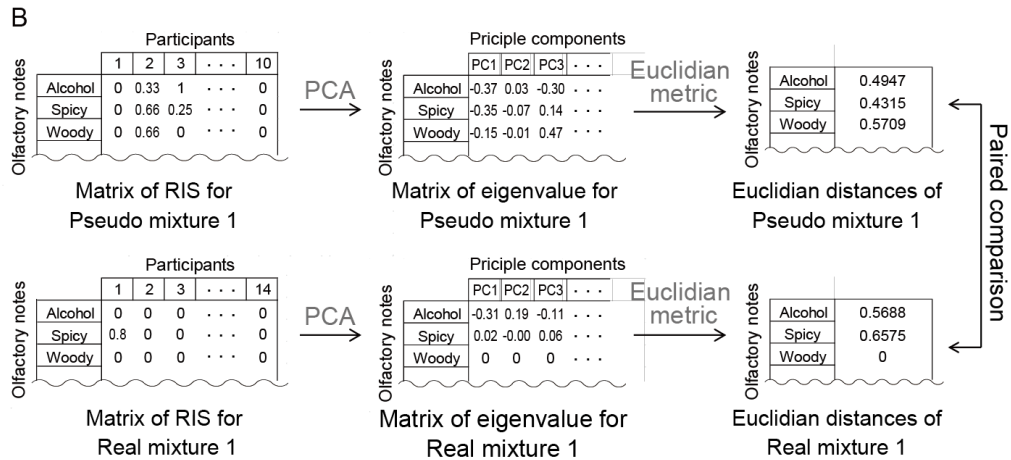 B
Participants
Priciple components
Olfactory notes
1 2 3 · · · 10
Alcohol 0 0.33 1 · · · 0
Spicy 0 0.66 0.25 · · · 0
Woody 0 0.66 0 · · · 0
PCA
Olfactory notes
PC1 PC2 PC3 · · ·
Alcohol -0.37 0.03 -0.30 · · ·
Spicy -0.35 -0.07 0.14 · · ·
Woody -0.15 -0.01 0.47 · · ·
Euclidian
metric
Olfactory notes
Alcohol 0.4947
Spicy 0.4315
Woody 0.5709
Matrix of RIS for
Pseudo mixture 1
Matrix of eigenvalue for
Pseudo mixture 1
Euclidian distances of
Pseudo mixture 1
Paired comparison
Participants
Priciple components
Olfactory notes
1 2 3 · · · 14
Alcohol 0 0 0 · · · 0
Spicy 0.8 0 0 · · · 0
Woody 0 0 0 · · · 0
PCA
Olfactory notes
PC1 PC2 PC3 · · ·
Alcohol -0.31 0.19 -0.11 · · ·
Spicy 0.02 -0.00 0.06 · · ·
Woody 0 0 0 · · ·
Euclidian
metric
Olfactory notes
Alcohol 0.5688
Spicy 0.6575
Woody 0
Matrix of RIS for
Real mixture 1
Matrix of eigenvalue for
Real mixture 1
Euclidian distances of
Real mixture 1